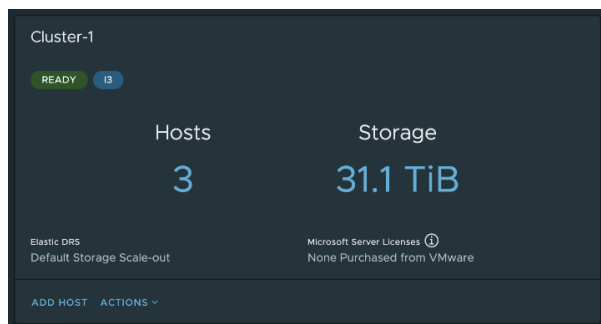 Cluster-1
READY I3
Hosts Storage
3 31.1 TiB
Elastic DRS Microsoft Server Licenses
Default Storage Scale-out None Purchased from VMware
ADD HOST ACTIONS